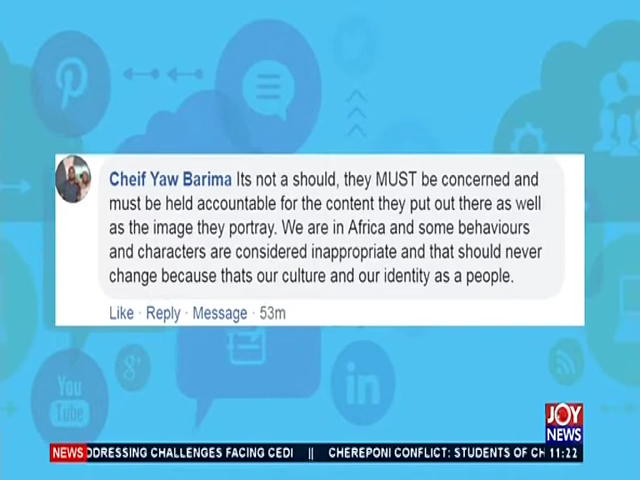 Cheif Yaw Barima Its not a should, they MUST be concerned and
must be held accountable for the content they put out there as well
as the image they portray. We are in Africa and some behaviours
and characters are considered inappropriate and that should never
change because thats our culture and our identity as a people.
Like · Reply · Message · 53m
g+
You
Tube
in
JOY
NEWS
NEWS DDRESSING CHALLENGES FACING CEDI || CHEREPONI CONFLICT: STUDENTS OF CH 11:22